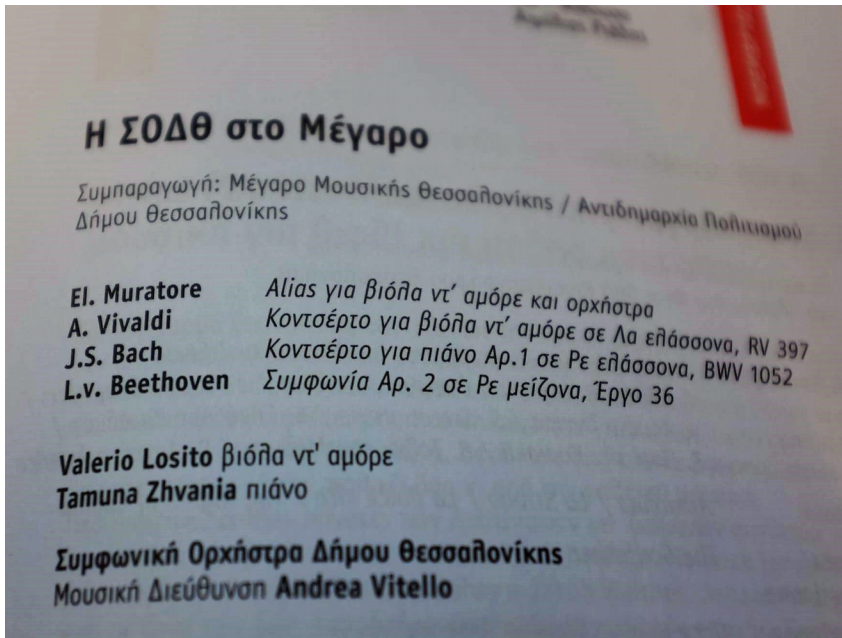 Η ΣΟΔΘ στο Μέγαρο
Συμπαραγωγή: Μέγαρο Μουσικής Θεσσαλονίκης / Αντιδημαρχία Πολιτισμού
Δήμου Θεσσαλονίκης
El. Muratore Alias για βιόλα ντ’ αμόρε και ορχήστρα
A. Vivaldi Κοντσέρτο για βιόλα ντ’ αμόρε σε Λα ελάσσονα, RV 397
J.S. Bach Κοντσέρτο για πιάνο Αρ.1 σε Ρε ελάσσονα, BWV 1052
L.v. Beethoven Συμφωνία Αρ. 2 σε Ρε μείζονα, Έργο 36
Valerio Losito βιόλα ντ' αμόρε
Tamuna Zhvania πιάνο
Συμφωνική Ορχήστρα Δήμου Θεσσαλονίκης
Μουσική Διεύθυνση Andrea Vitello